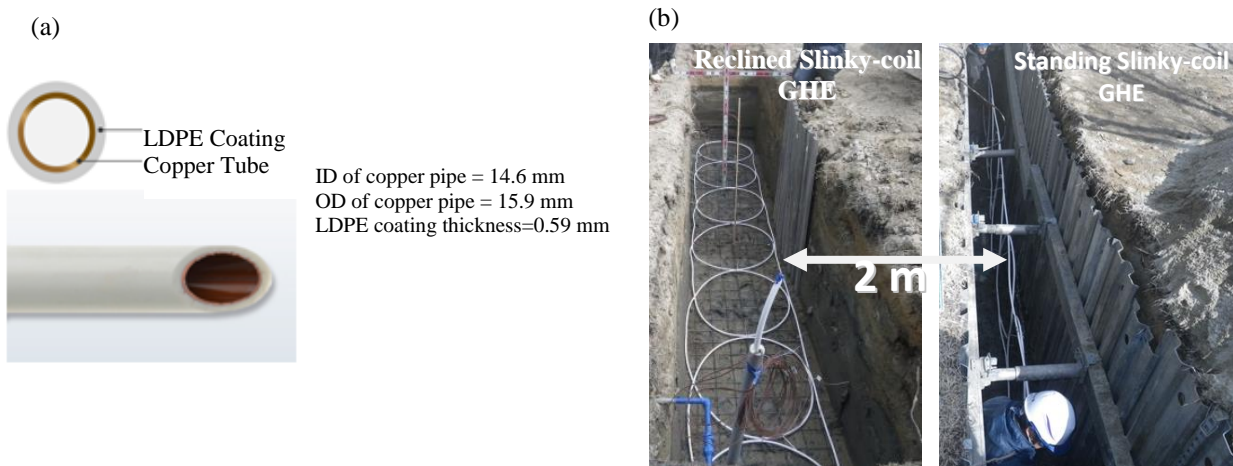 (a)
LDPE Coating
Copper Tube
ID of copper pipe = 14.6 mm
OD of copper pipe = 15.9 mm
LDPE coating thickness=0.59 mm
(b)
Reclined Slinky-coil
GHE
Standing Slinky-coil
GHE
2 m